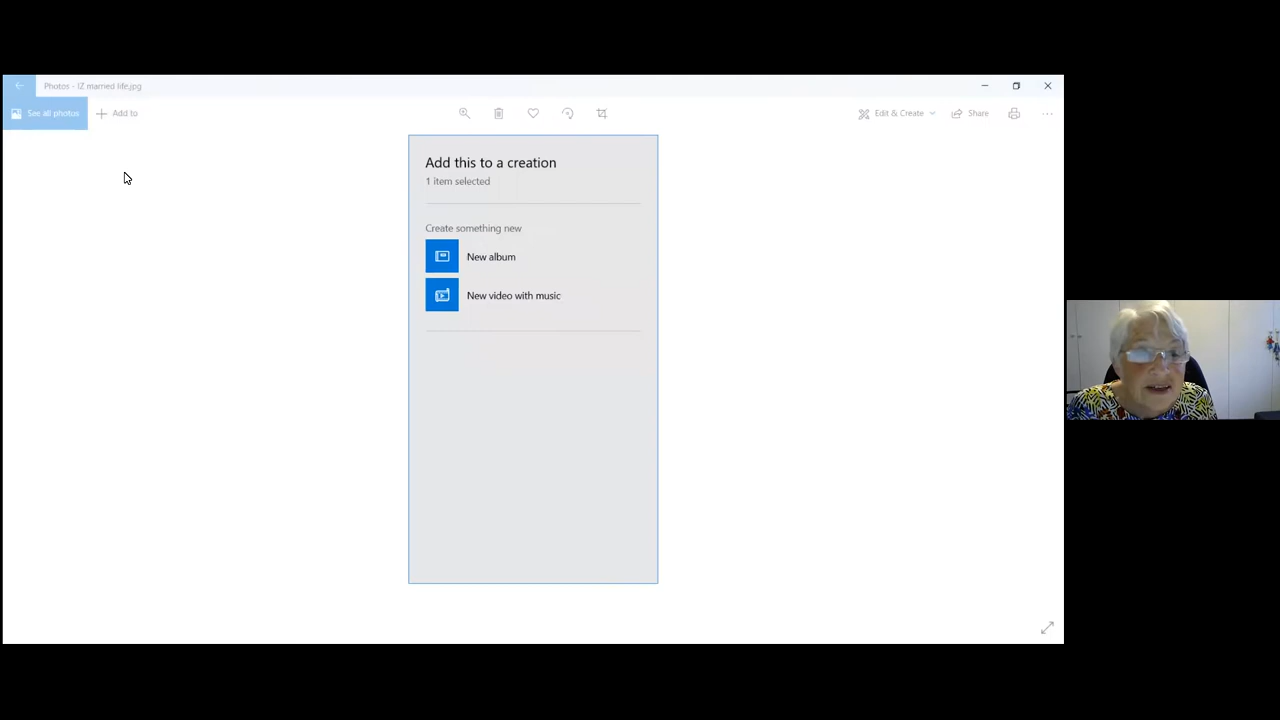 Photos - IZ married life.jpg
See all photos
Add to
Edit & Create
Share
Add this to a creation
1 item selected
Create something new
New album
New video with music